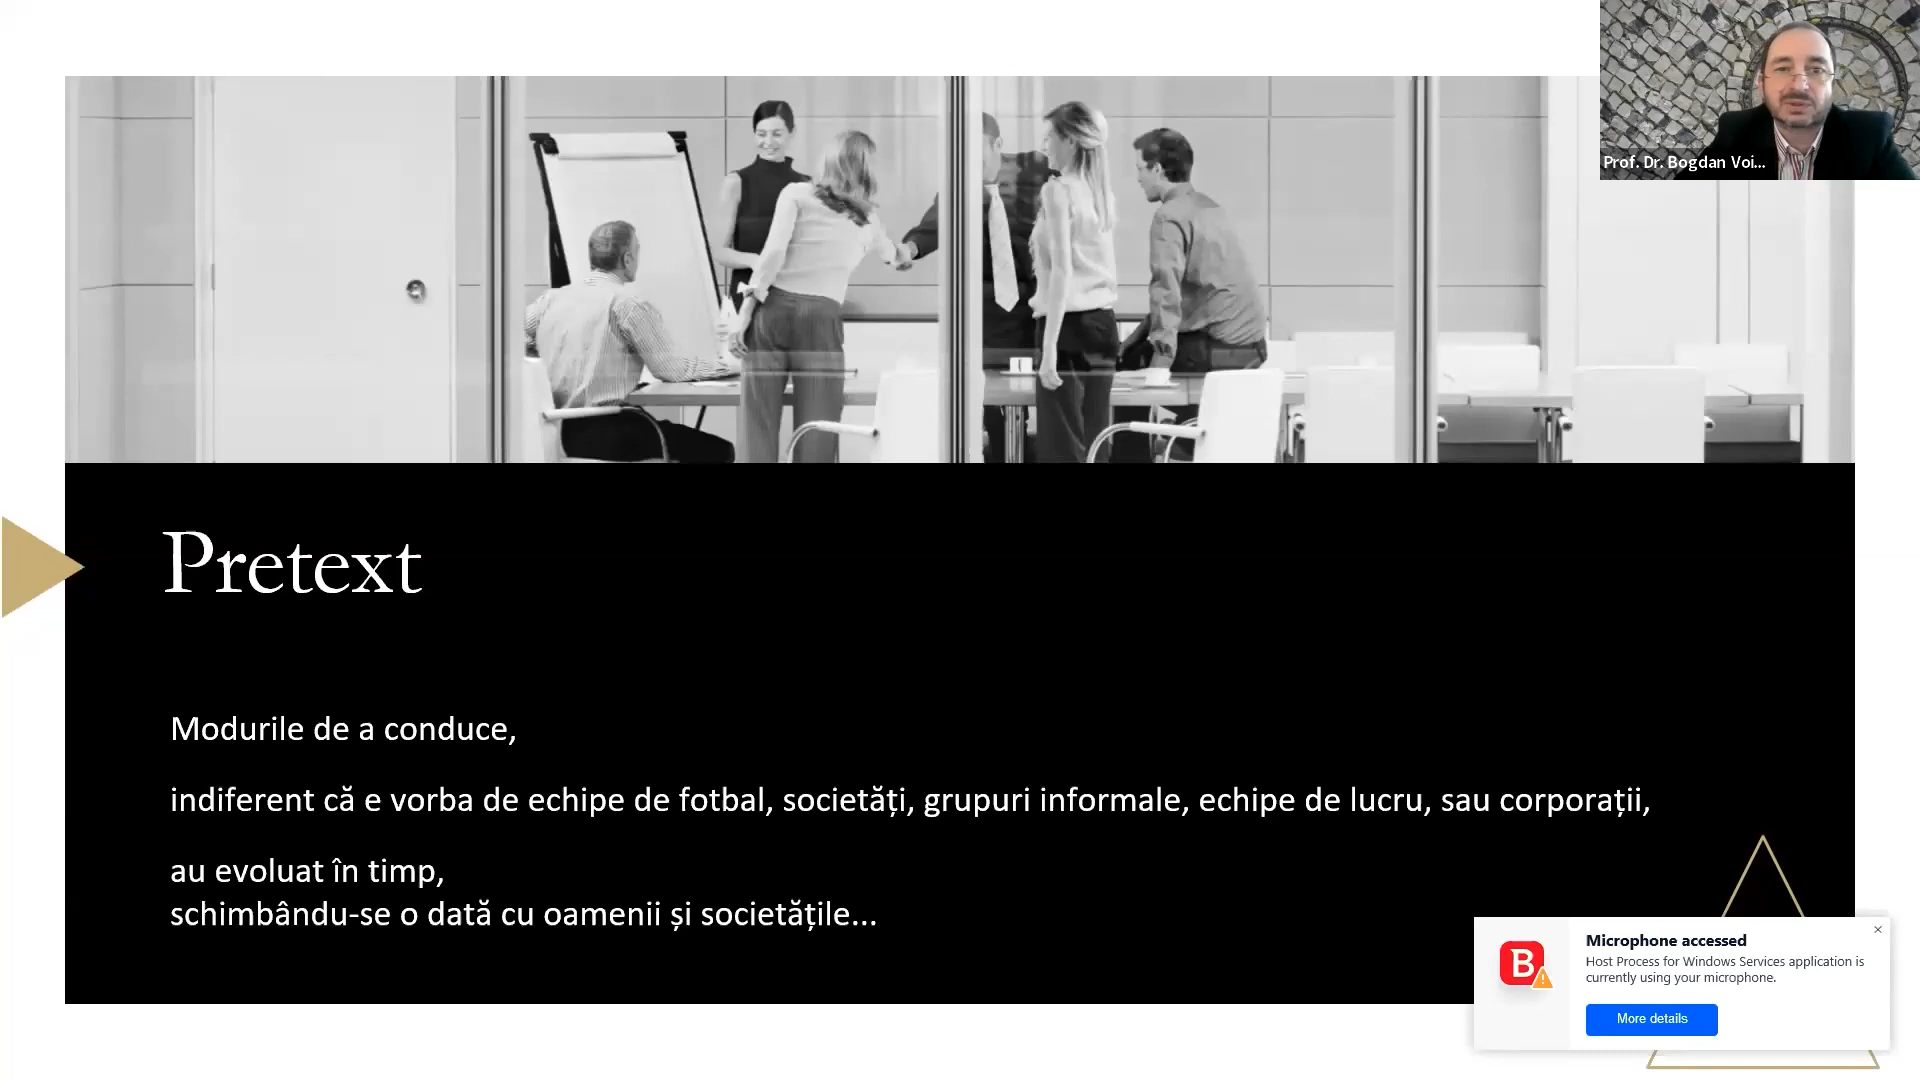 Prof. Dr. Bogdan Voi...
Pretext
Modurile de a conduce,
indiferent că e vorba de echipe de fotbal, societăți, grupuri informale, echipe de lucru, sau corporații,
au evoluat în timp,
schimbându-se o dată cu oamenii și societățile...
B
Microphone accessed
Host Process for Windows Services application is
currently using your microphone.
More details